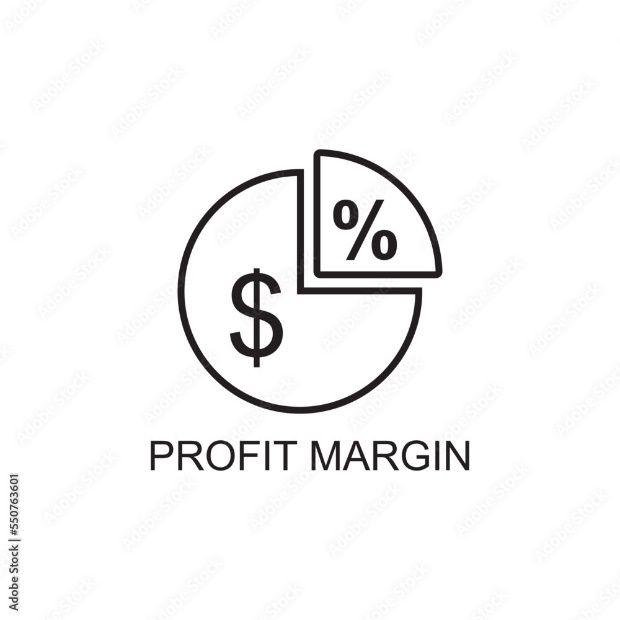 %
$
PROFIT MARGIN
Adobe Stock | #550763601